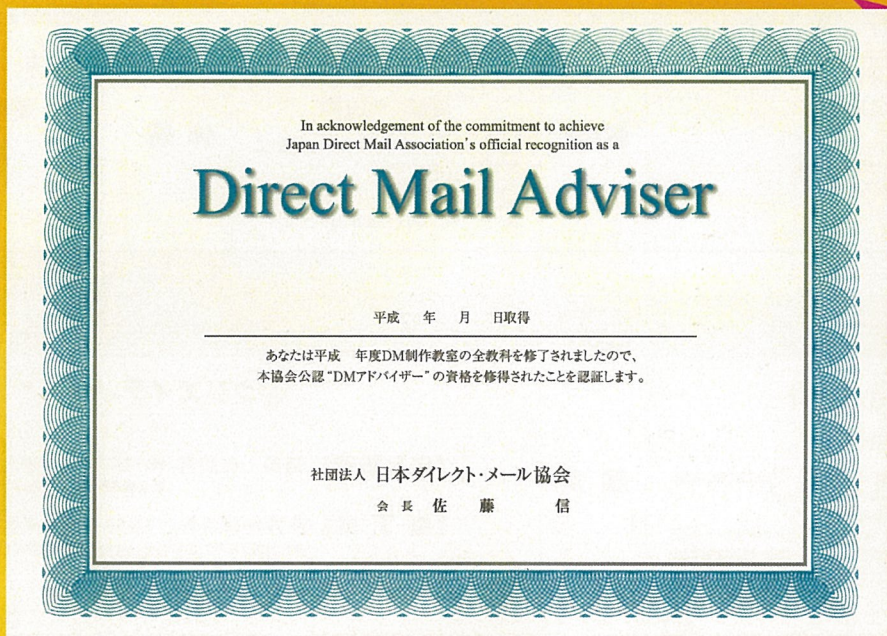 In acknowledgement of the commitment to achieve
Japan Direct Mail Association's official recognition as a
Direct Mail Adviser
平成　年　月　日取得
あなたは平成　年度DM制作教室の全教科を修了されましたので、
本協会公認“DMアドバイザー”の資格を修得されたことを認証します。
社団法人 日本ダイレクト・メール協会
会長 佐藤　信